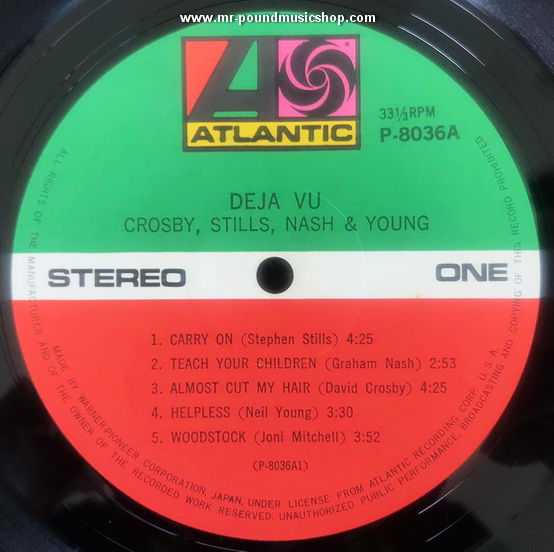 www.mr-poundmusicshop.com
ATLANTIC
33⅓RPM
P-8036A
DEJA VU
CROSBY, STILLS, NASH & YOUNG
STEREO
ONE
1. CARRY ON (Stephen Stills) 4:25
2. TEACH YOUR CHILDREN (Graham Nash) 2:53
3. ALMOST CUT MY HAIR (David Crosby) 4:25
4. HELPLESS (Neil Young) 3:30
5. WOODSTOCK (Joni Mitchell) 3:52
(P-8036A1)
MADE BY WARNER-PIONEER CORPORATION, JAPAN, UNDER LICENSE FROM ATLANTIC RECORDING CORP. U.S.A.
ALL RIGHTS OF THE MANUFACTURER AND OF THE OWNER OF THE RECORDED WORK RESERVED. UNAUTHORIZED PUBLIC PERFORMANCE, BROADCASTING AND COPYING OF THIS RECORD PROHIBITED